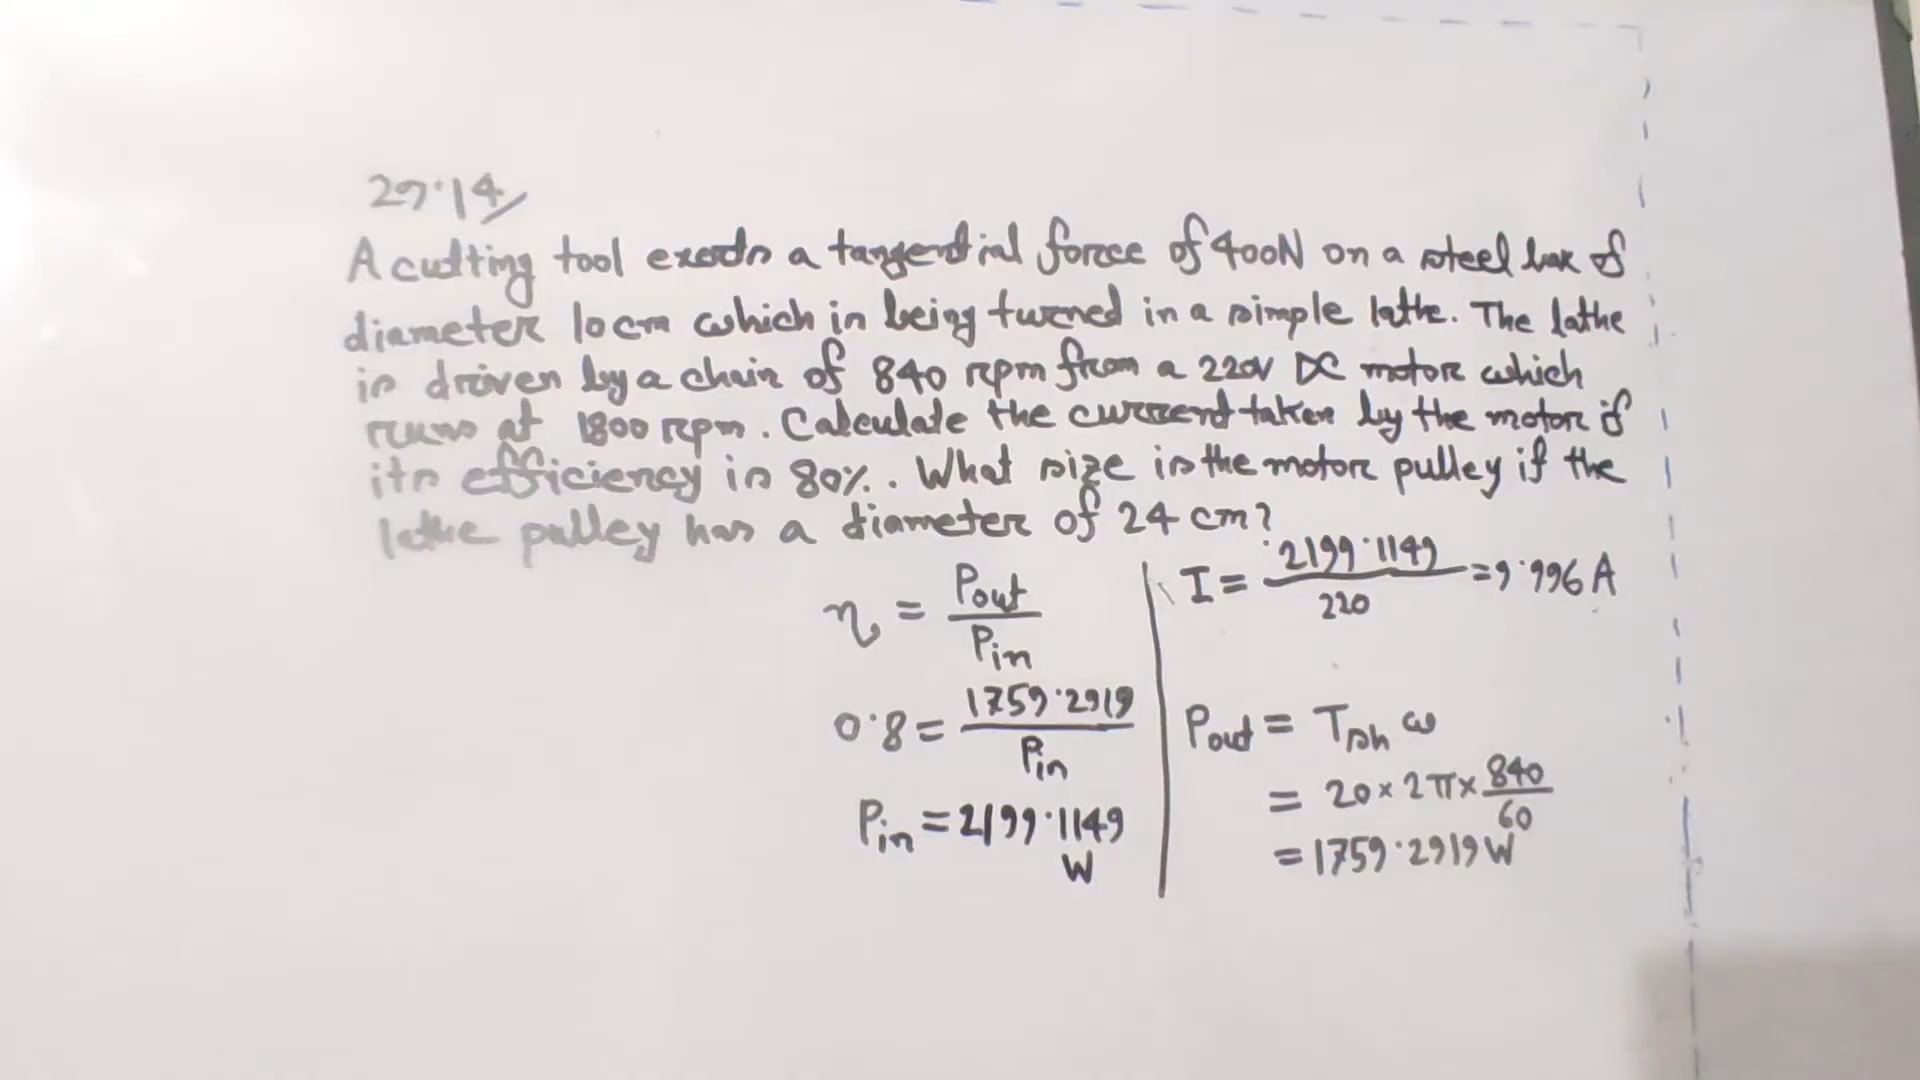 29.14/
A cutting tool exerts a tangential force of 400N on a steel bar of
diameter 10cm which is being turned in a simple lathe. The lathe
is driven by a chain of 840 rpm from a 220V DC motor which
runs at 1800 rpm. Calculate the current taken by the motor if
its efficiency is 80%. What size is the motor pulley if the
lathe pulley has a diameter of 24 cm?
η = Pout / Pin
0.8 = 1759.2919 / Pin
Pin = 2199.1149
W
I = 2199.1149 / 220 = 9.996 A
Pout = Tsh ω
= 20 × 2π × 840 / 60
= 1759.2919 W